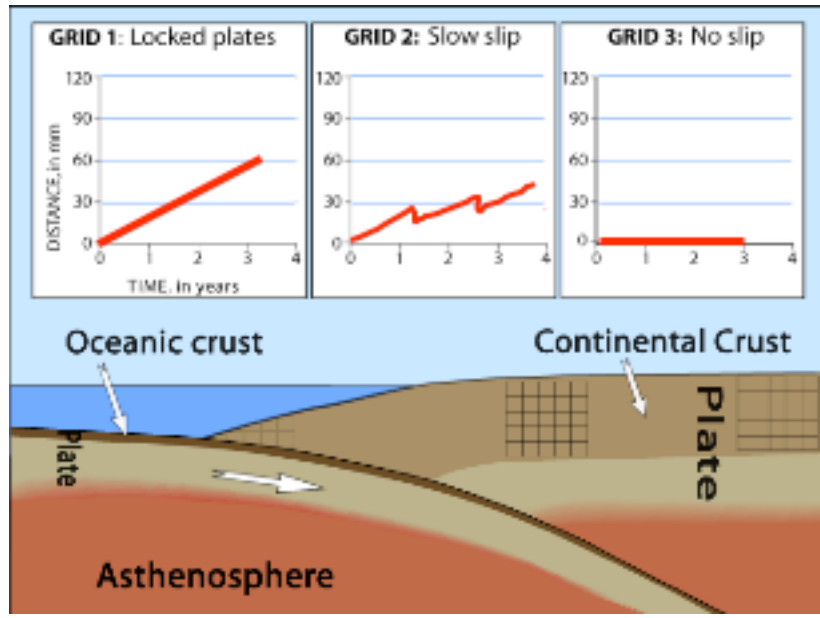 GRID 1: Locked plates
GRID 2: Slow slip
GRID 3: No slip
120
90
60
30
0
0 1 2 3 4
DISTANCE, in mm
TIME, in years
120
90
60
30
0
0 1 2 3 4
120
90
60
30
0
0 1 2 3 4
Oceanic crust
Continental Crust
Plate
Plate
Asthenosphere